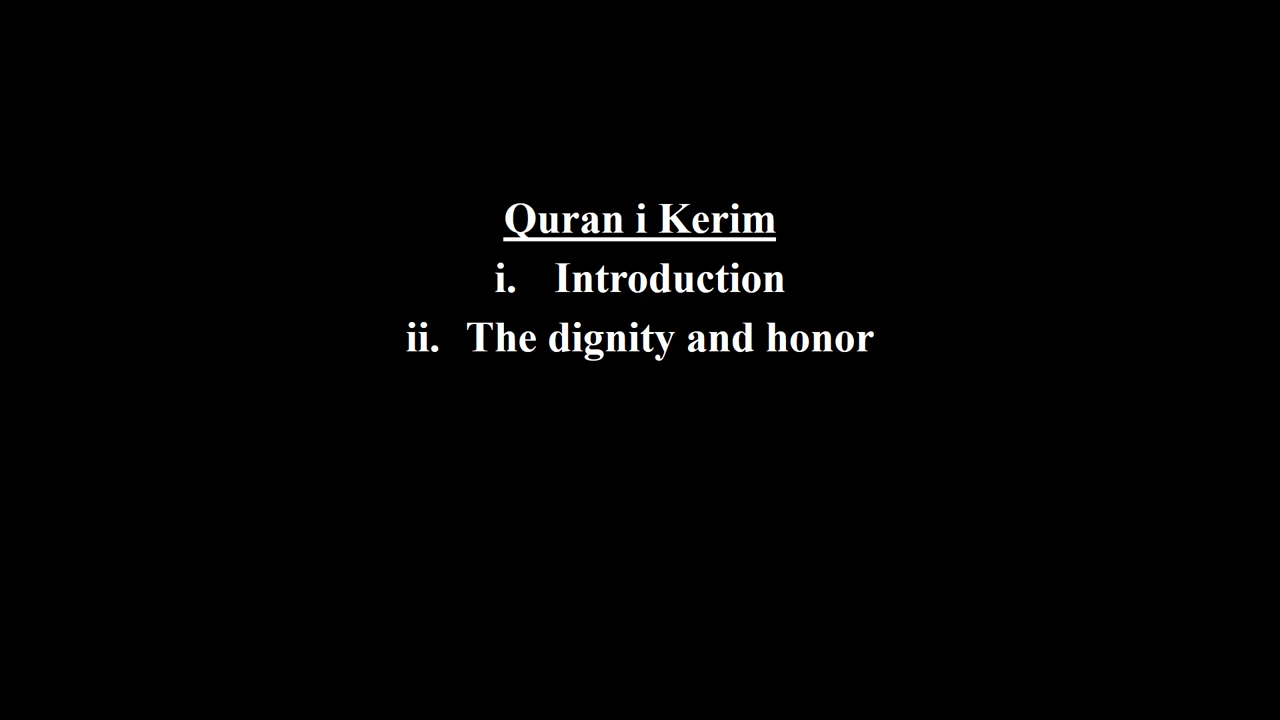 Quran i Kerim
i. Introduction
ii. The dignity and honor